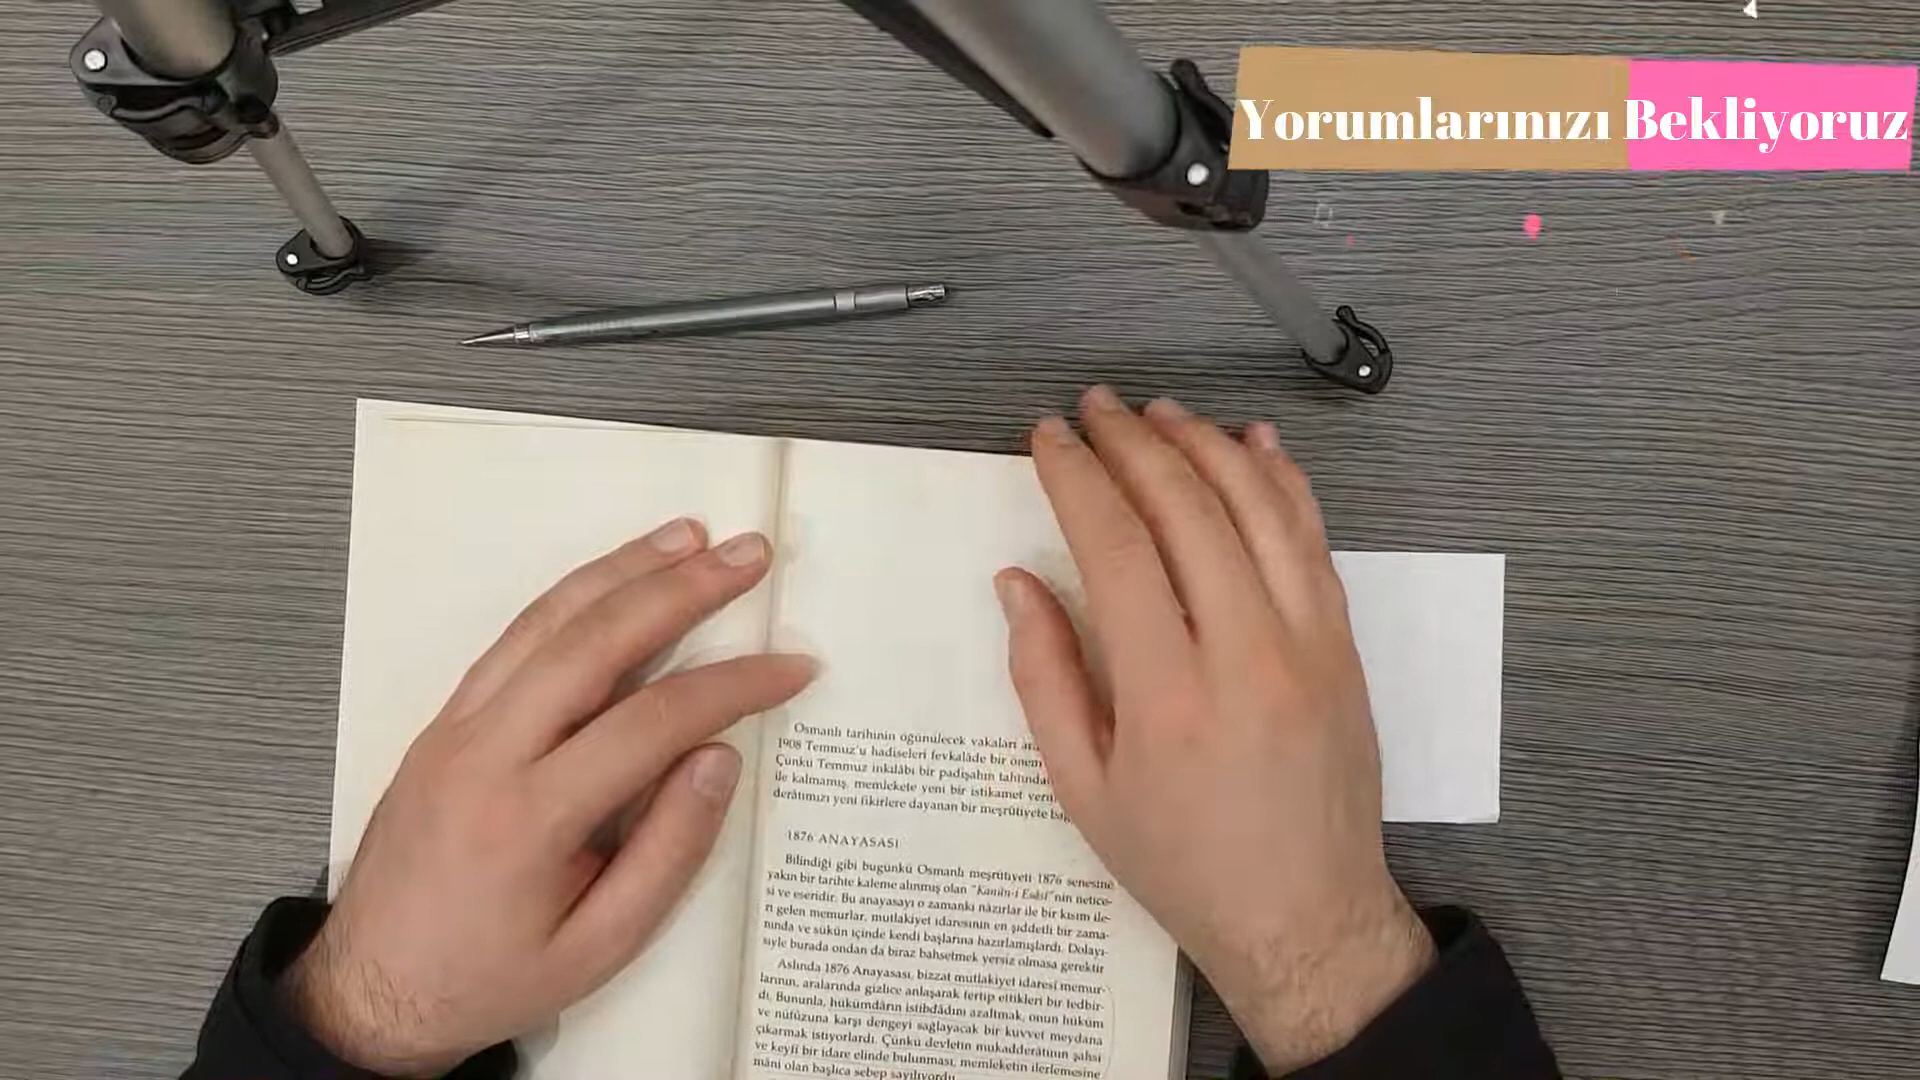 Yorumlarınızı Bekliyoruz
Osmanlı tarihinin öğünülecek vakaları
1908 Temmuz'u hadiseleri fevkalâde bir önem
Çünkü Temmuz inkılâbı bir padişahın tahtından
ile kalmamış, memlekete yeni bir istikamet
derâtımızı yeni fikirlere dayanan bir meşrûtiyete
1876 ANAYASASI
Bilindiği gibi bugünkü Osmanlı meşrûtiyeti 1876 senesine
yakın bir tarihte kaleme alınmış olan "Kanûn-i Esâsî"nin netice-
si ve eseridir. Bu anayasayı o zamanki nâzırlar ile bir kısım ile-
ri gelen memurlar, mutlakiyet idaresinin en şiddetli bir zama-
nında ve sükûn içinde kendi başlarına hazırlamışlardı. Dolayı-
siyle burada ondan da biraz bahsetmek yersiz olmasa gerektir
Aslında 1876 Anayasası, bizzat mutlakiyet idaresi memur-
larının, aralarında gizlice anlaşarak tertip ettikleri bir tedbir-
di. Bununla, hükümdârın istibdâdını azaltmak, onun hüküm
ve nüfûzuna karşı dengeyi sağlayacak bir kuvvet meydana
çıkarmak istiyorlardı. Çünkü devletin mukadderâtının şahsî
ve keyfî bir idare elinde bulunması, memleketin ilerlemesine
mâni olan başlıca sebep sayılıyordu.